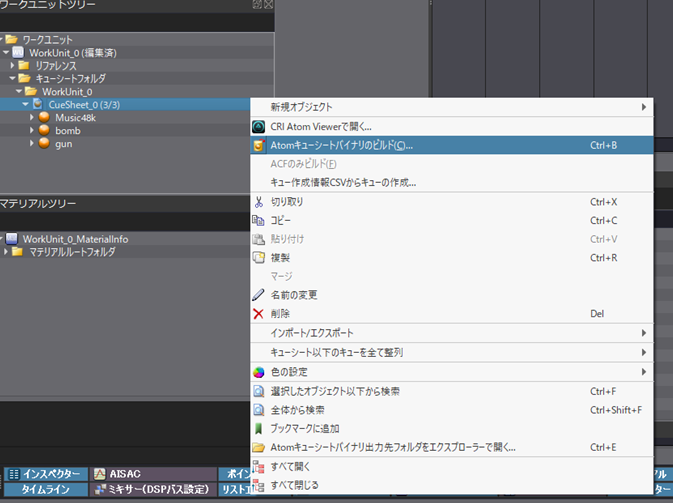 ワークユニットツリー
ワークユニット
WorkUnit_0 (編集済)
リファレンス
キューシートフォルダ
WorkUnit_0
CueSheet_0 (3/3)
Music48k
bomb
gun
マテリアルツリー
WorkUnit_0_MaterialInfo
マテリアルルートフォルダ
新規オブジェクト
CRI Atom Viewerで開く...
Atomキューシートバイナリのビルド(C)... Ctrl+B
ACFのみビルド(F)
キュー作成情報CSVからキューの作成...
切り取り Ctrl+X
コピー Ctrl+C
貼り付け Ctrl+V
複製 Ctrl+R
マージ
名前の変更
削除 Del
インポート/エクスポート
キューシート以下のキューを全て整列
色の設定
選択したオブジェクト以下から検索 Ctrl+F
全体から検索 Ctrl+Shift+F
ブックマークに追加
Atomキューシートバイナリ出力先フォルダをエクスプローラーで開く... Ctrl+E
すべて開く
すべて閉じる
インスペクター AISAC ポイン ル
タイムライン ミキサー(DSPバス設定) リストエ ター